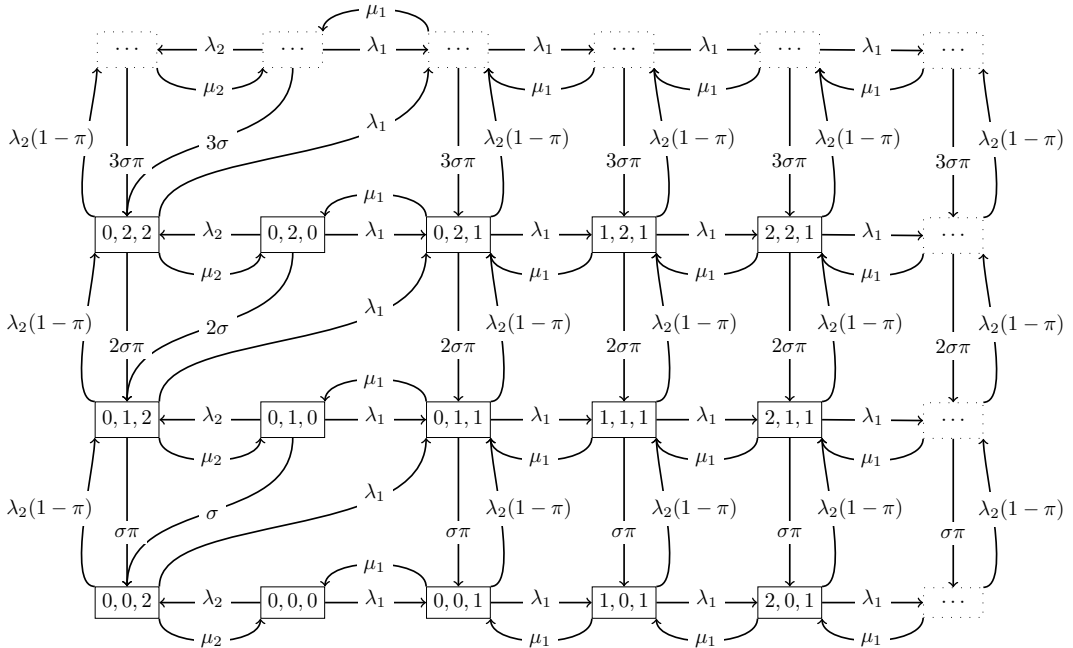 μ₁
⋯ λ₂ ⋯ λ₁ ⋯ λ₁ ⋯ λ₁ ⋯ λ₁ ⋯
μ₂ μ₁ μ₁ μ₁
λ₂(1 − π) 3σ λ₁ λ₂(1 − π) λ₂(1 − π) λ₂(1 − π) λ₂(1 − π)
3σπ 3σπ 3σπ 3σπ 3σπ
μ₁
0, 2, 2 λ₂ 0, 2, 0 λ₁ 0, 2, 1 λ₁ 1, 2, 1 λ₁ 2, 2, 1 λ₁ ⋯
μ₂ μ₁ μ₁ μ₁
λ₂(1 − π) 2σ λ₁ λ₂(1 − π) λ₂(1 − π) λ₂(1 − π) λ₂(1 − π)
2σπ 2σπ 2σπ 2σπ 2σπ
μ₁
0, 1, 2 λ₂ 0, 1, 0 λ₁ 0, 1, 1 λ₁ 1, 1, 1 λ₁ 2, 1, 1 λ₁ ⋯
μ₂ μ₁ μ₁ μ₁
λ₂(1 − π) σ λ₁ λ₂(1 − π) λ₂(1 − π) λ₂(1 − π) λ₂(1 − π)
σπ σπ σπ σπ σπ
μ₁
0, 0, 2 λ₂ 0, 0, 0 λ₁ 0, 0, 1 λ₁ 1, 0, 1 λ₁ 2, 0, 1 λ₁ ⋯
μ₂ μ₁ μ₁ μ₁